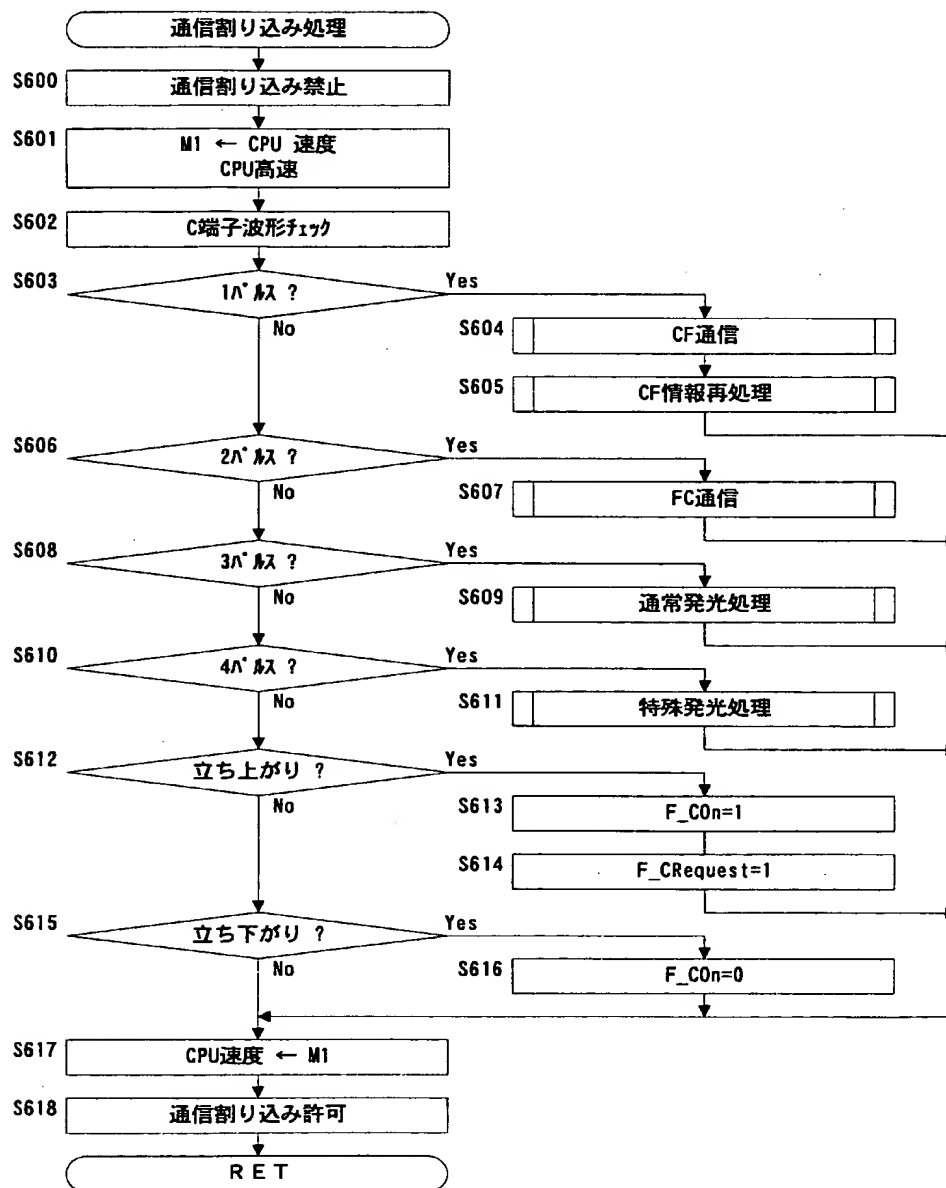 通信割り込み処理
S600
通信割り込み禁止
S601
M1 ← CPU 速度
CPU高速
S602
C端子波形ﾁｪｯｸ
S603
1ﾊﾟﾙｽ ?
Yes
No
S604
CF通信
S605
CF情報再処理
S606
2ﾊﾟﾙｽ ?
Yes
No
S607
FC通信
S608
3ﾊﾟﾙｽ ?
Yes
No
S609
通常発光処理
S610
4ﾊﾟﾙｽ ?
Yes
No
S611
特殊発光処理
S612
立ち上がり ?
Yes
No
S613
F_COn=1
S614
F_CRequest=1
S615
立ち下がり ?
Yes
No
S616
F_COn=0
S617
CPU速度 ← M1
S618
通信割り込み許可
RET